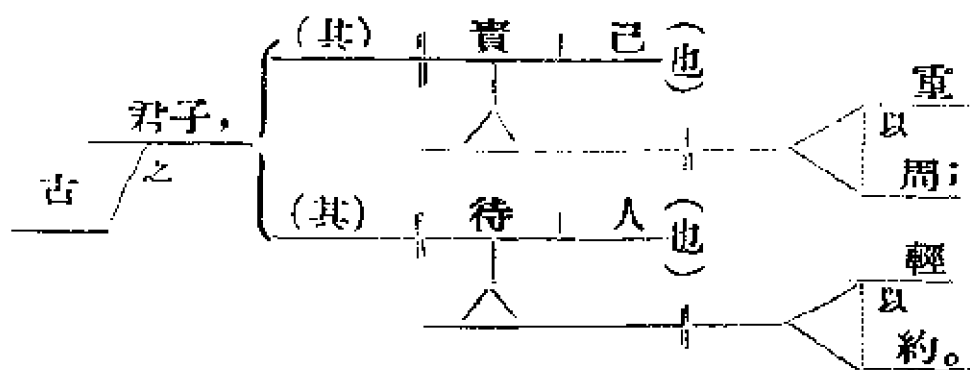 古之君子，
（其）責己（也）
重以周；
（其）待人（也）
輕以約。